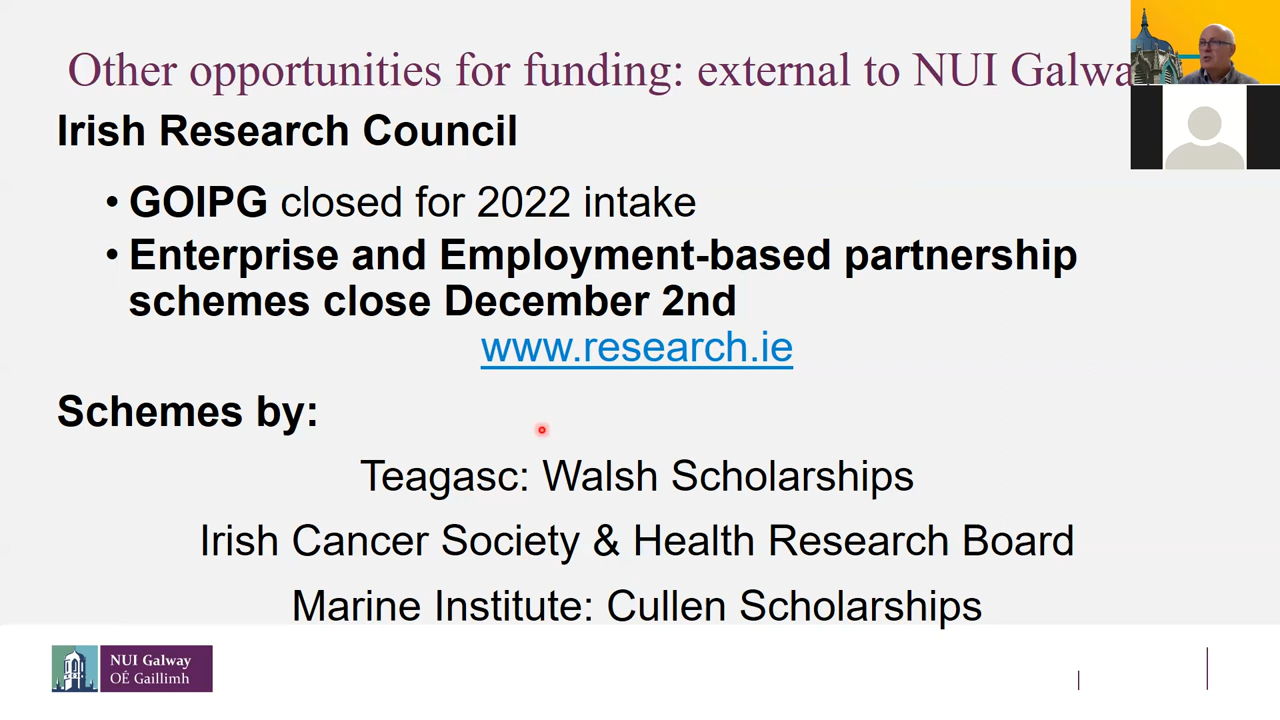 Other opportunities for funding: external to NUI Galwa
Irish Research Council
• GOIPG closed for 2022 intake
• Enterprise and Employment-based partnership
schemes close December 2nd
www.research.ie
Schemes by:
Teagasc: Walsh Scholarships
Irish Cancer Society & Health Research Board
Marine Institute: Cullen Scholarships
NUI Galway
OÉ Gaillimh